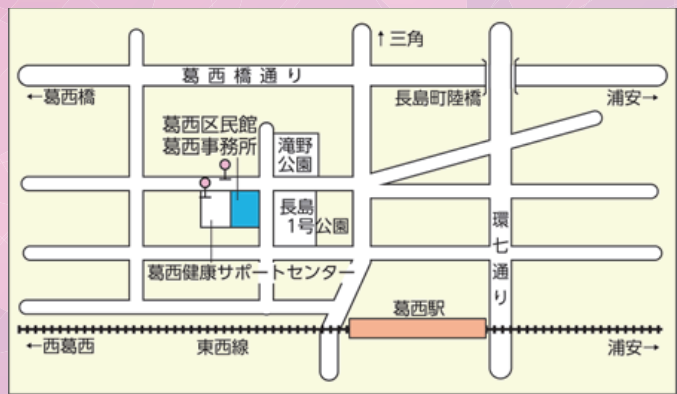 ↑三角
葛西橋通り
←葛西橋
長島町陸橋
浦安→
葛西区民館
葛西事務所
滝野
公園
長島
1号公園
環七通り
葛西健康サポートセンター
葛西駅
←西葛西
東西線
浦安→